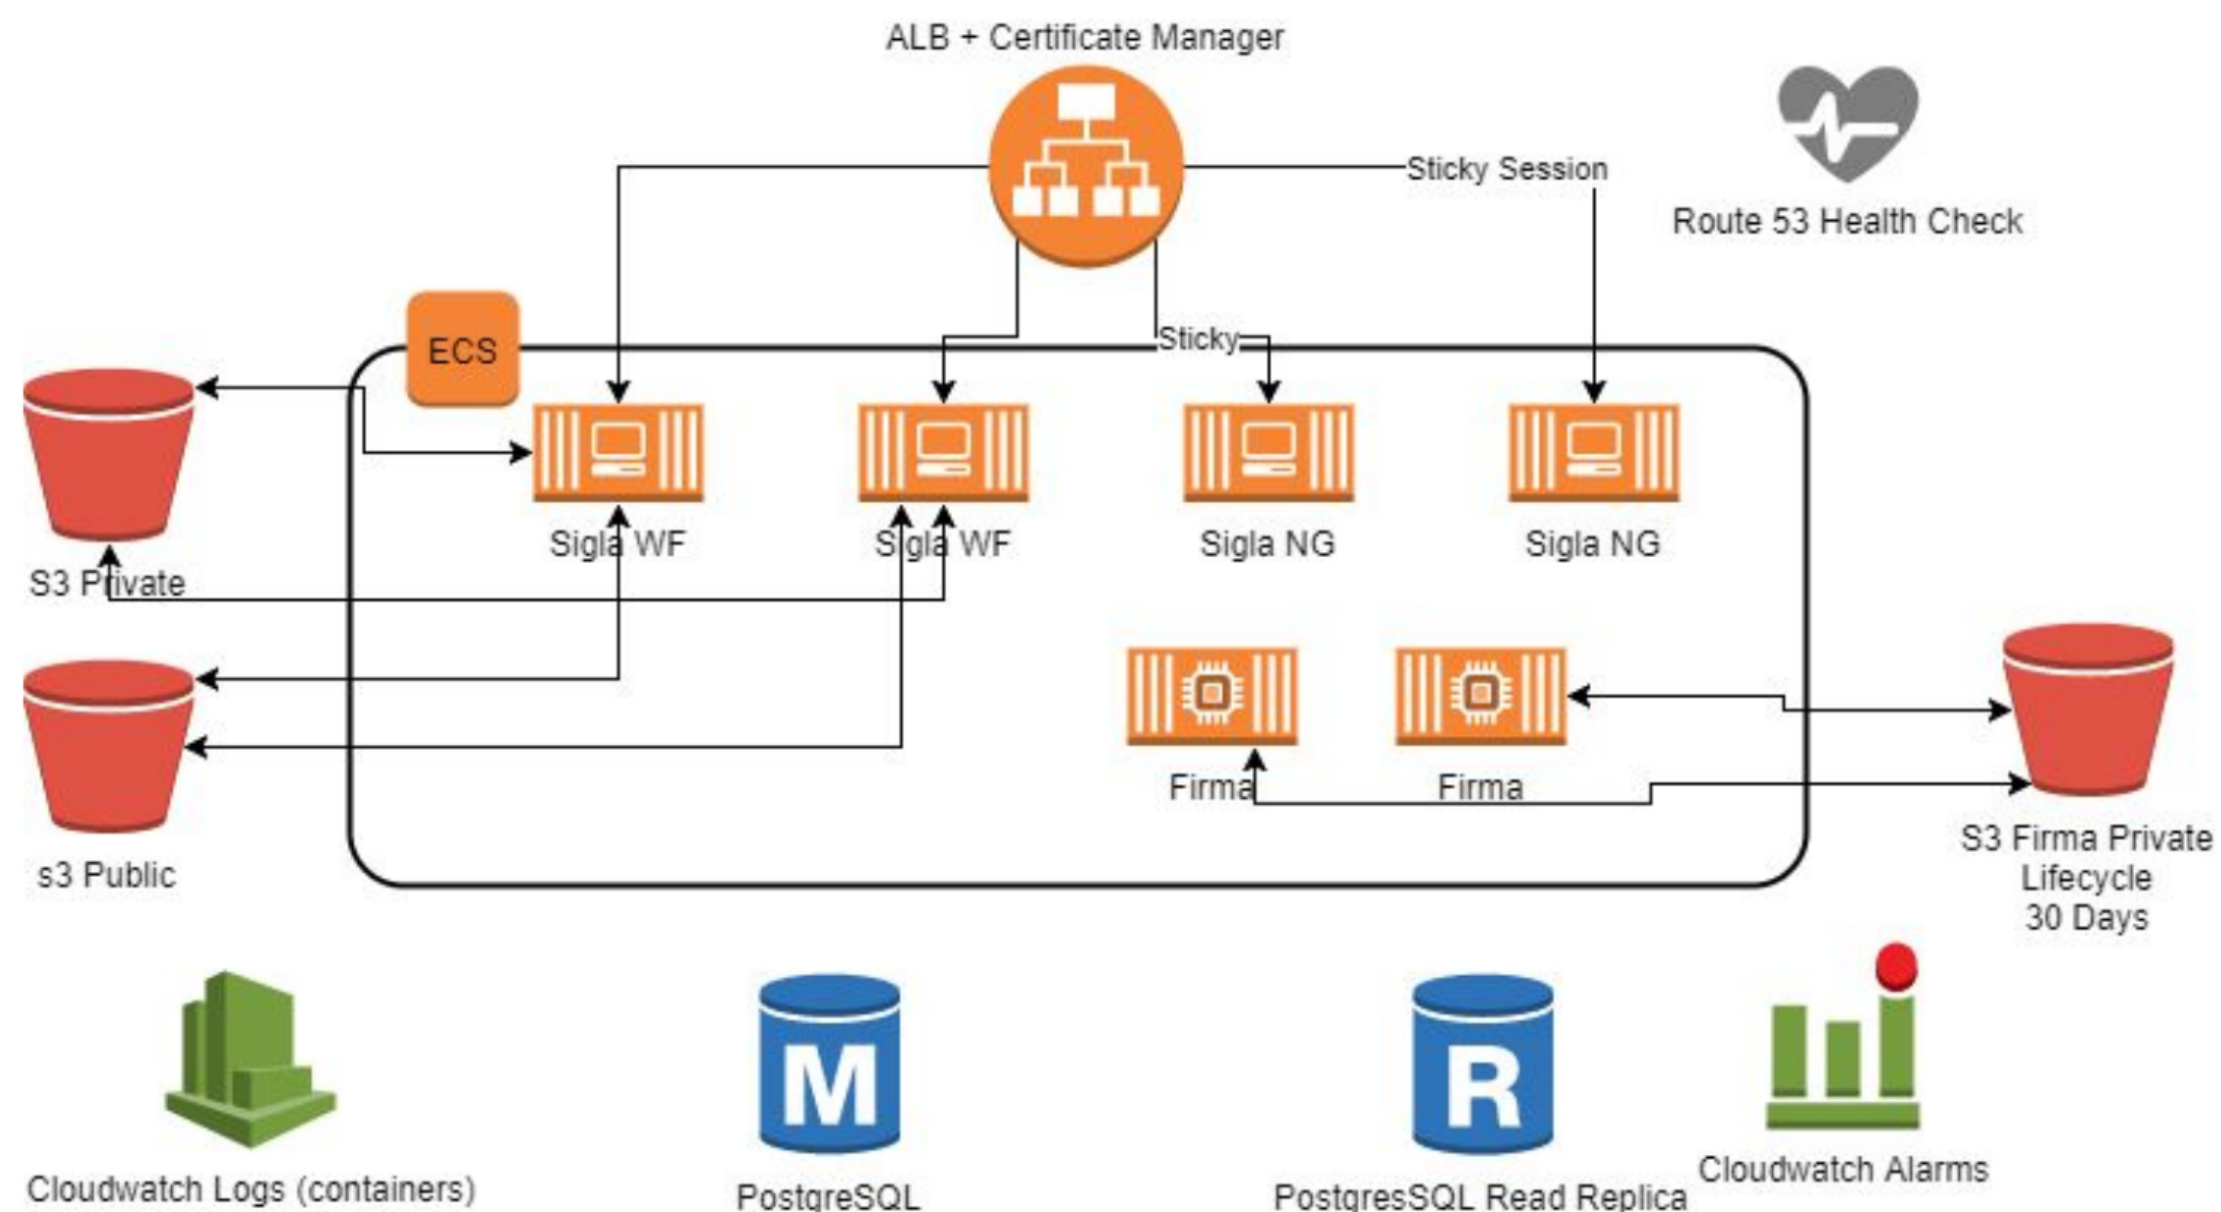 ALB + Certificate Manager
Sticky Session
Route 53 Health Check
Sticky
ECS
Sigla WF
Sigla WF
Sigla NG
Sigla NG
S3 Private
Firma
Firma
s3 Public
S3 Firma Private
Lifecycle
30 Days
M
R
Cloudwatch Logs (containers)
PostgreSQL
PostgresSQL Read Replica
Cloudwatch Alarms